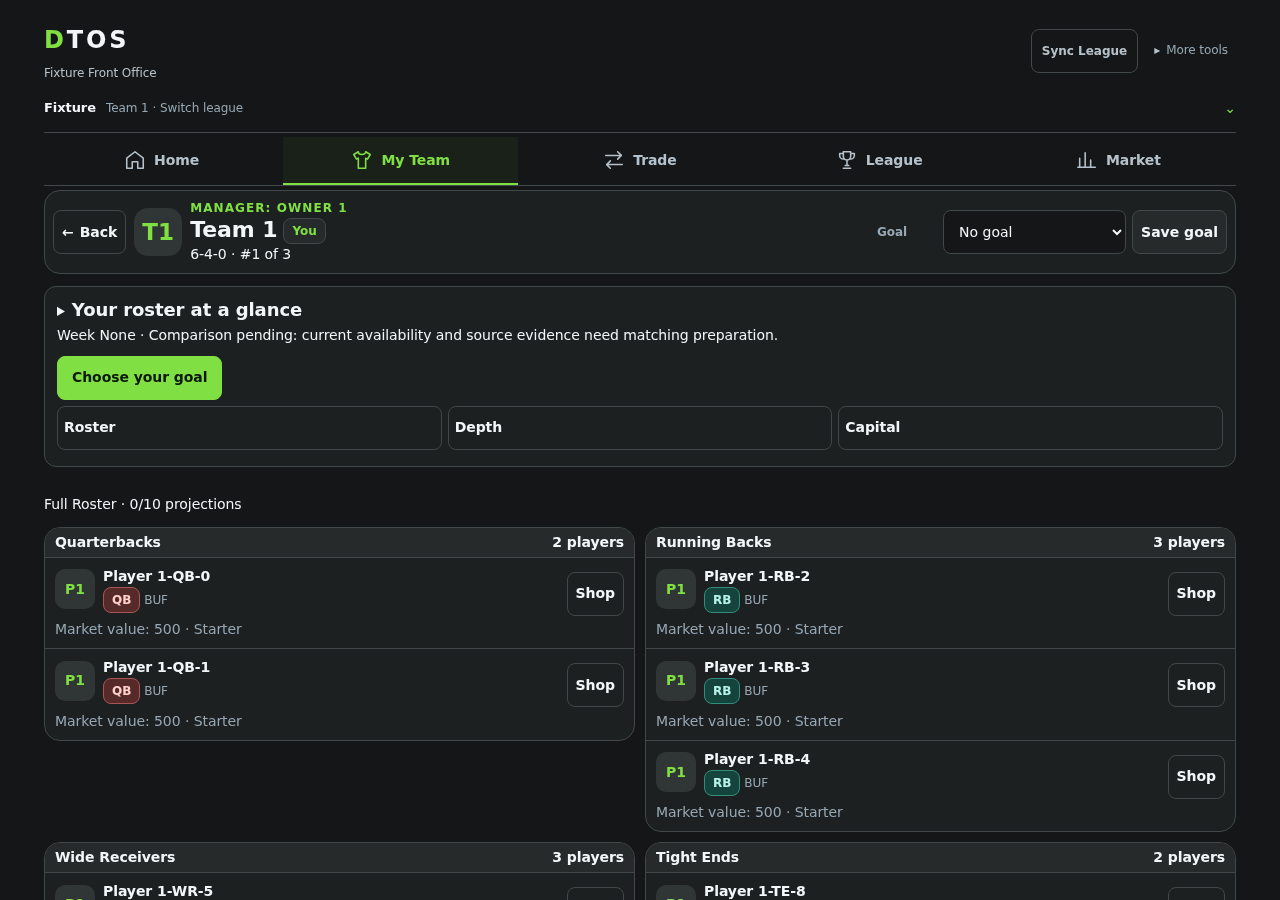 DTOS
Fixture Front Office
Sync League
▸ More tools
Fixture Team 1 · Switch league
Home
My Team
Trade
League
Market
← Back
T1
MANAGER: OWNER 1
Team 1 You
6-4-0 · #1 of 3
Goal
No goal
Save goal
▸ Your roster at a glance
Week None · Comparison pending: current availability and source evidence need matching preparation.
Choose your goal
Roster
Depth
Capital
Full Roster · 0/10 projections
Quarterbacks 2 players
P1
Player 1-QB-0
QB BUF
Shop
Market value: 500 · Starter
P1
Player 1-QB-1
QB BUF
Shop
Market value: 500 · Starter
Running Backs 3 players
P1
Player 1-RB-2
RB BUF
Shop
Market value: 500 · Starter
P1
Player 1-RB-3
RB BUF
Shop
Market value: 500 · Starter
P1
Player 1-RB-4
RB BUF
Shop
Market value: 500 · Starter
Wide Receivers 3 players
Player 1-WR-5
Tight Ends 2 players
Player 1-TE-8